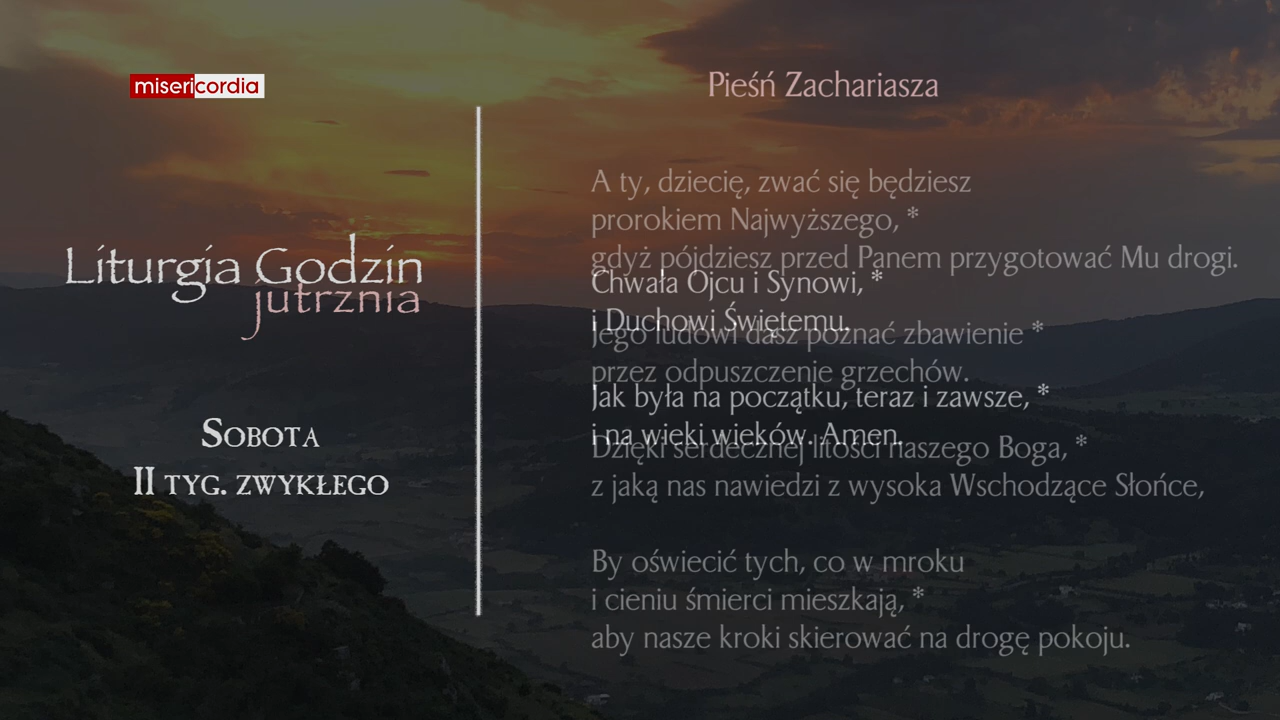 misericordia
Liturgia Godzin
jutrznia
Sobota
II tyg. zwykłego
Pieśń Zachariasza
A ty, dziecię, zwać się będziesz
prorokiem Najwyższego, *
gdyż pójdziesz przed Panem przygotować Mu drogi.
Chwała Ojcu i Synowi, *
i Duchowi Świętemu.
Jego ludowi dasz poznać zbawienie *
przez odpuszczenie grzechów.
Jak była na początku, teraz i zawsze, *
i na wieki wieków. Amen.
Dzięki serdecznej litości naszego Boga, *
z jaką nas nawiedzi z wysoka Wschodzące Słońce,
By oświecić tych, co w mroku
i cieniu śmierci mieszkają, *
aby nasze kroki skierować na drogę pokoju.